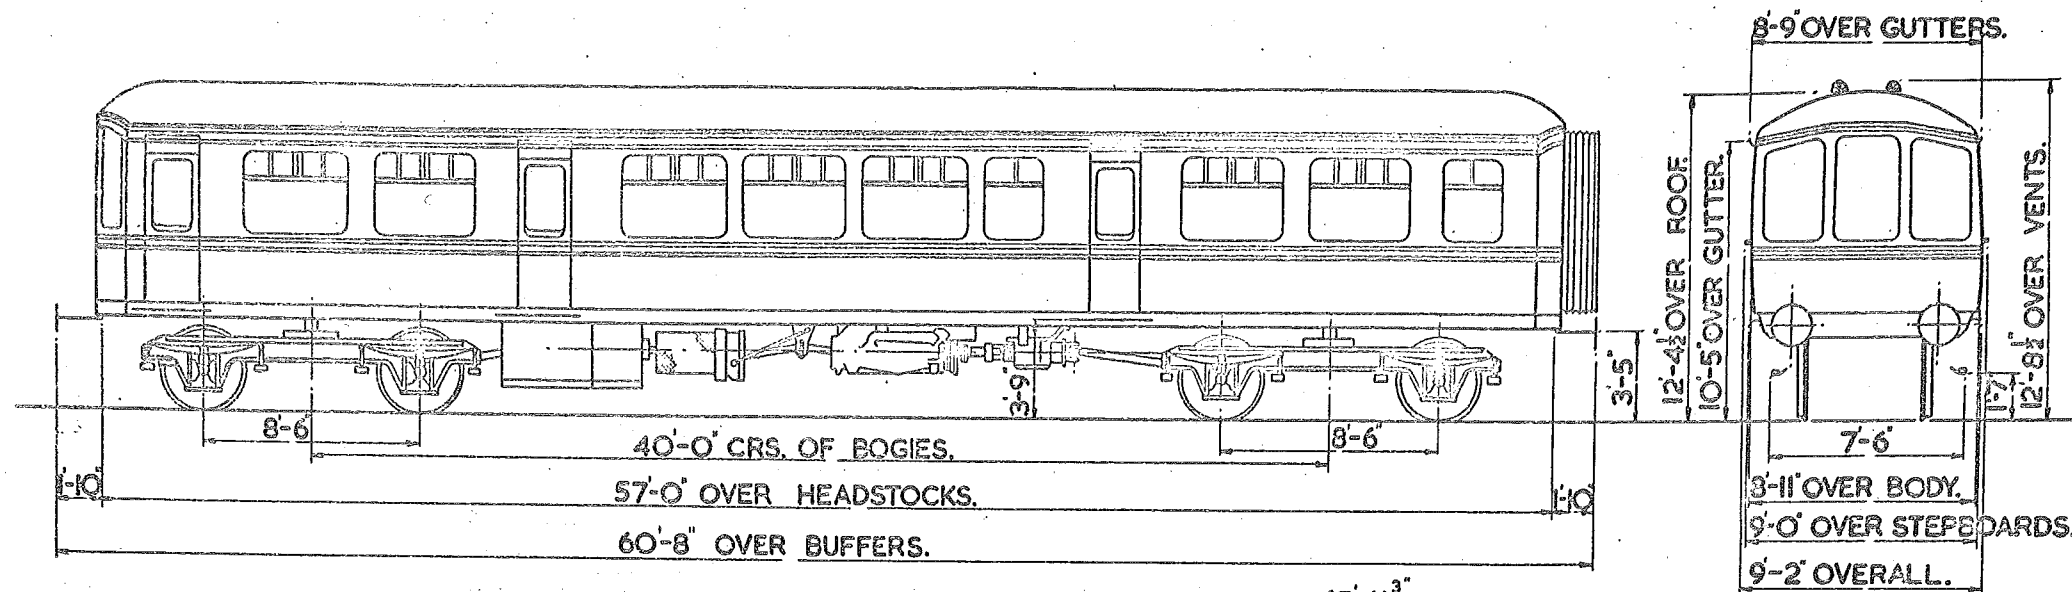 8'-9" OVER GUTTERS.
12'-4½" OVER ROOF.
10'-5" OVER GUTTER.
12'-8½" OVER VENTS.
3'-9"
3'-5"
1'-7"
8'-6"
40'-0" CRS. OF BOGIES.
8'-6"
7'-6"
1'-10"
57'-0" OVER HEADSTOCKS.
1'-10"
8'-11" OVER BODY.
9'-0" OVER STEPBOARDS.
60'-8" OVER BUFFERS.
9'-2" OVERALL.